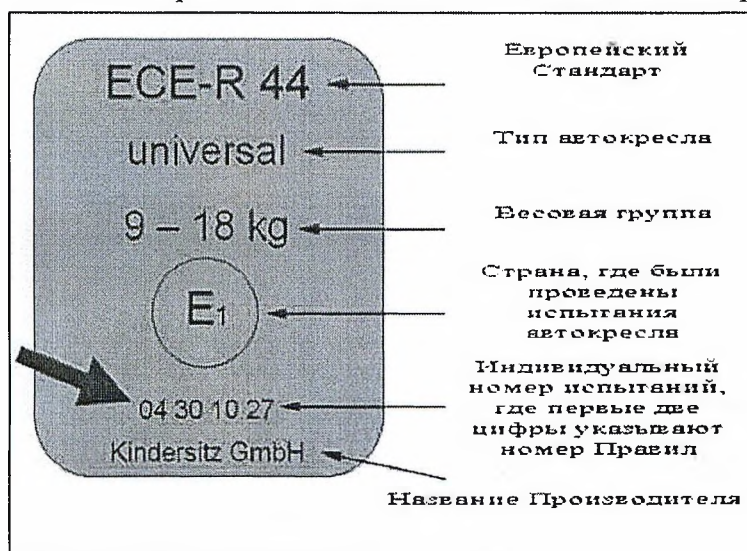 ECE-R 44
Европейский
Стандарт
universal
Тип автокресла
9 – 18 kg
Весовая группа
E1
Страна, где были
проведены
испытания
автокресла
04 30 10 27
Индивидуальный
номер испытаний,
где первые две
цифры указывают
номер Правил
Kindersitz GmbH
Название Производителя